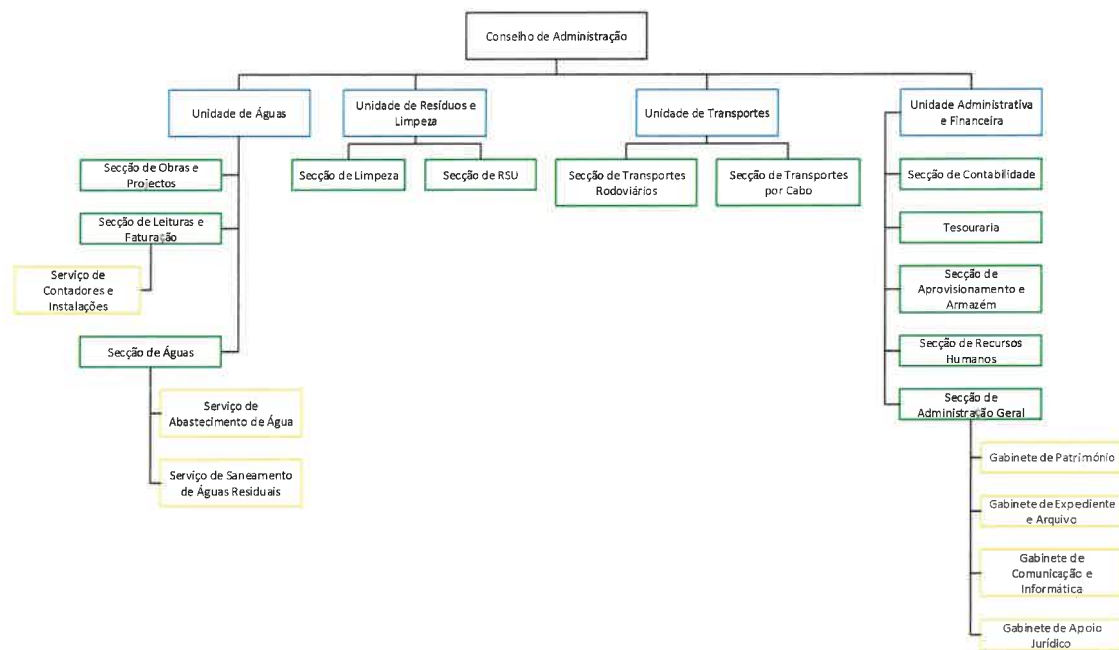 Conselho de Administração
Unidade de Águas
Unidade de Resíduos e
Limpeza
Unidade de Transportes
Unidade Administrativa
e Financeira
Secção de Obras e
Projectos
Secção de Leituras e
Faturação
Serviço de
Contadores e
Instalações
Secção de Águas
Serviço de
Abastecimento de Água
Serviço de Saneamento
de Águas Residuais
Secção de Limpeza
Secção de RSU
Secção de Transportes
Rodoviários
Secção de Transportes
por Cabo
Secção de Contabilidade
Tesouraria
Secção de
Aprovisionamento e
Armazém
Secção de Recursos
Humanos
Secção de
Administração Geral
Gabinete de Património
Gabinete de Expediente
e Arquivo
Gabinete de
Comunicação e
Informática
Gabinete de Apoio
Jurídico